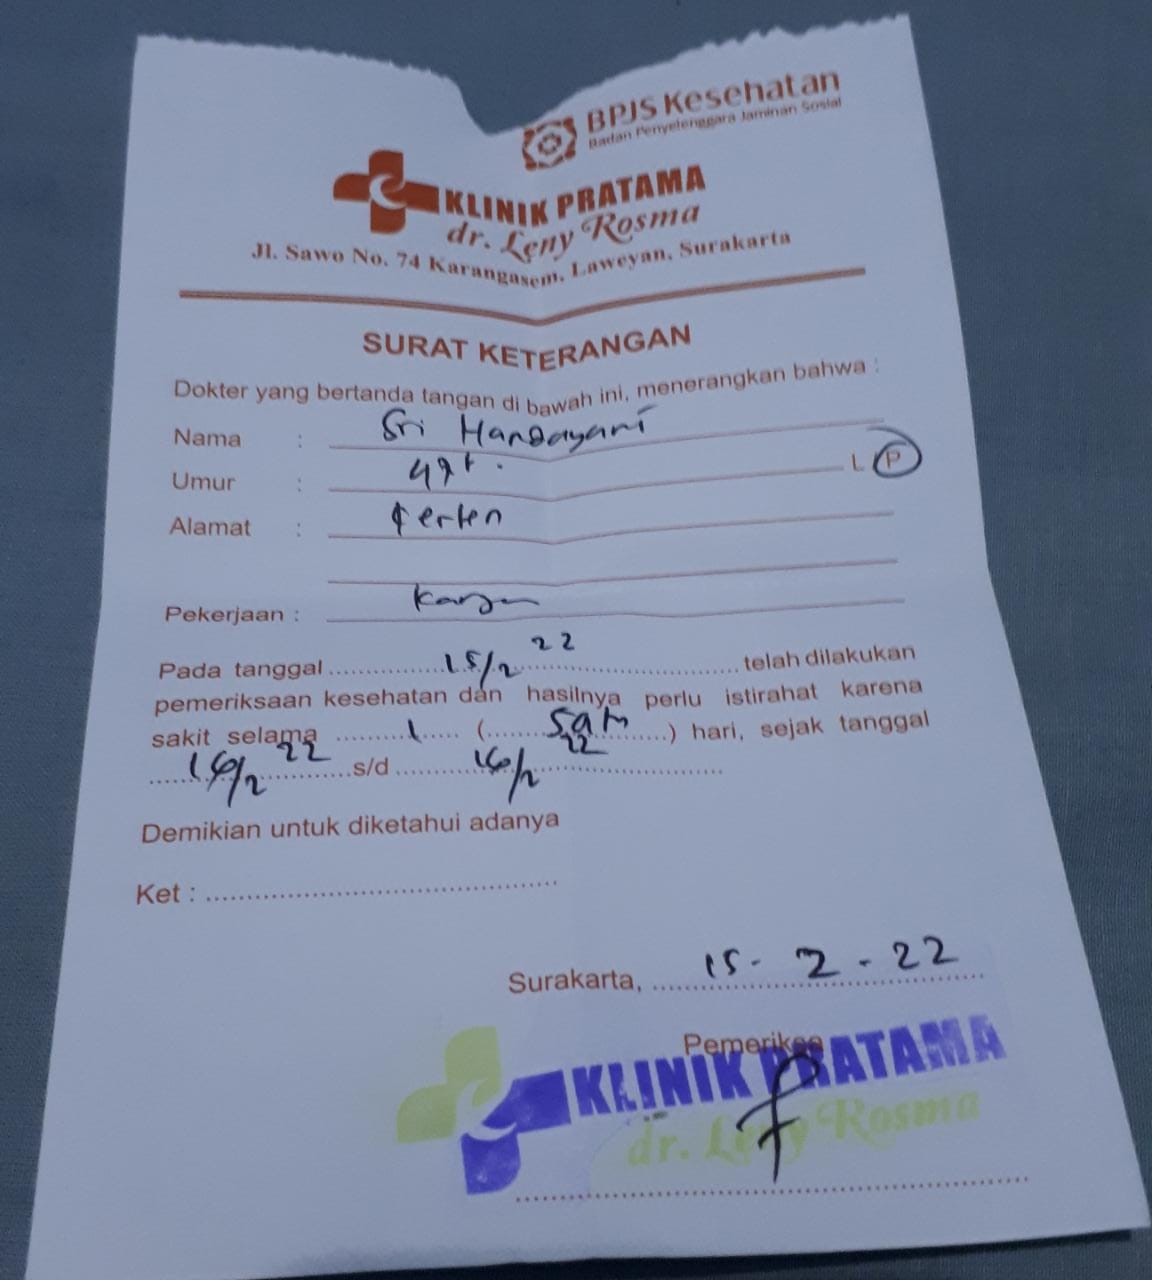 BPJS Kesehatan
Badan Penyelenggara Jaminan Sosial
KLINIK PRATAMA
dr. Leny Rosma
Jl. Sawo No. 74 Karangasem, Laweyan, Surakarta
SURAT KETERANGAN
Dokter yang bertanda tangan di bawah ini, menerangkan bahwa :
Nama : Sri Handayani
Umur : L / P
Alamat : Kerten
Pekerjaan :
Pada tanggal 15/2 22 telah dilakukan
pemeriksaan kesehatan dan hasilnya perlu istirahat karena
sakit selama 1 (.......) hari, sejak tanggal
16/2 22 s/d 16/2 22
Demikian untuk diketahui adanya
Ket : ..........
Surakarta, 15 - 2 - 22
Pemeriksa
KLINIK PRATAMA
dr. Leny Rosma